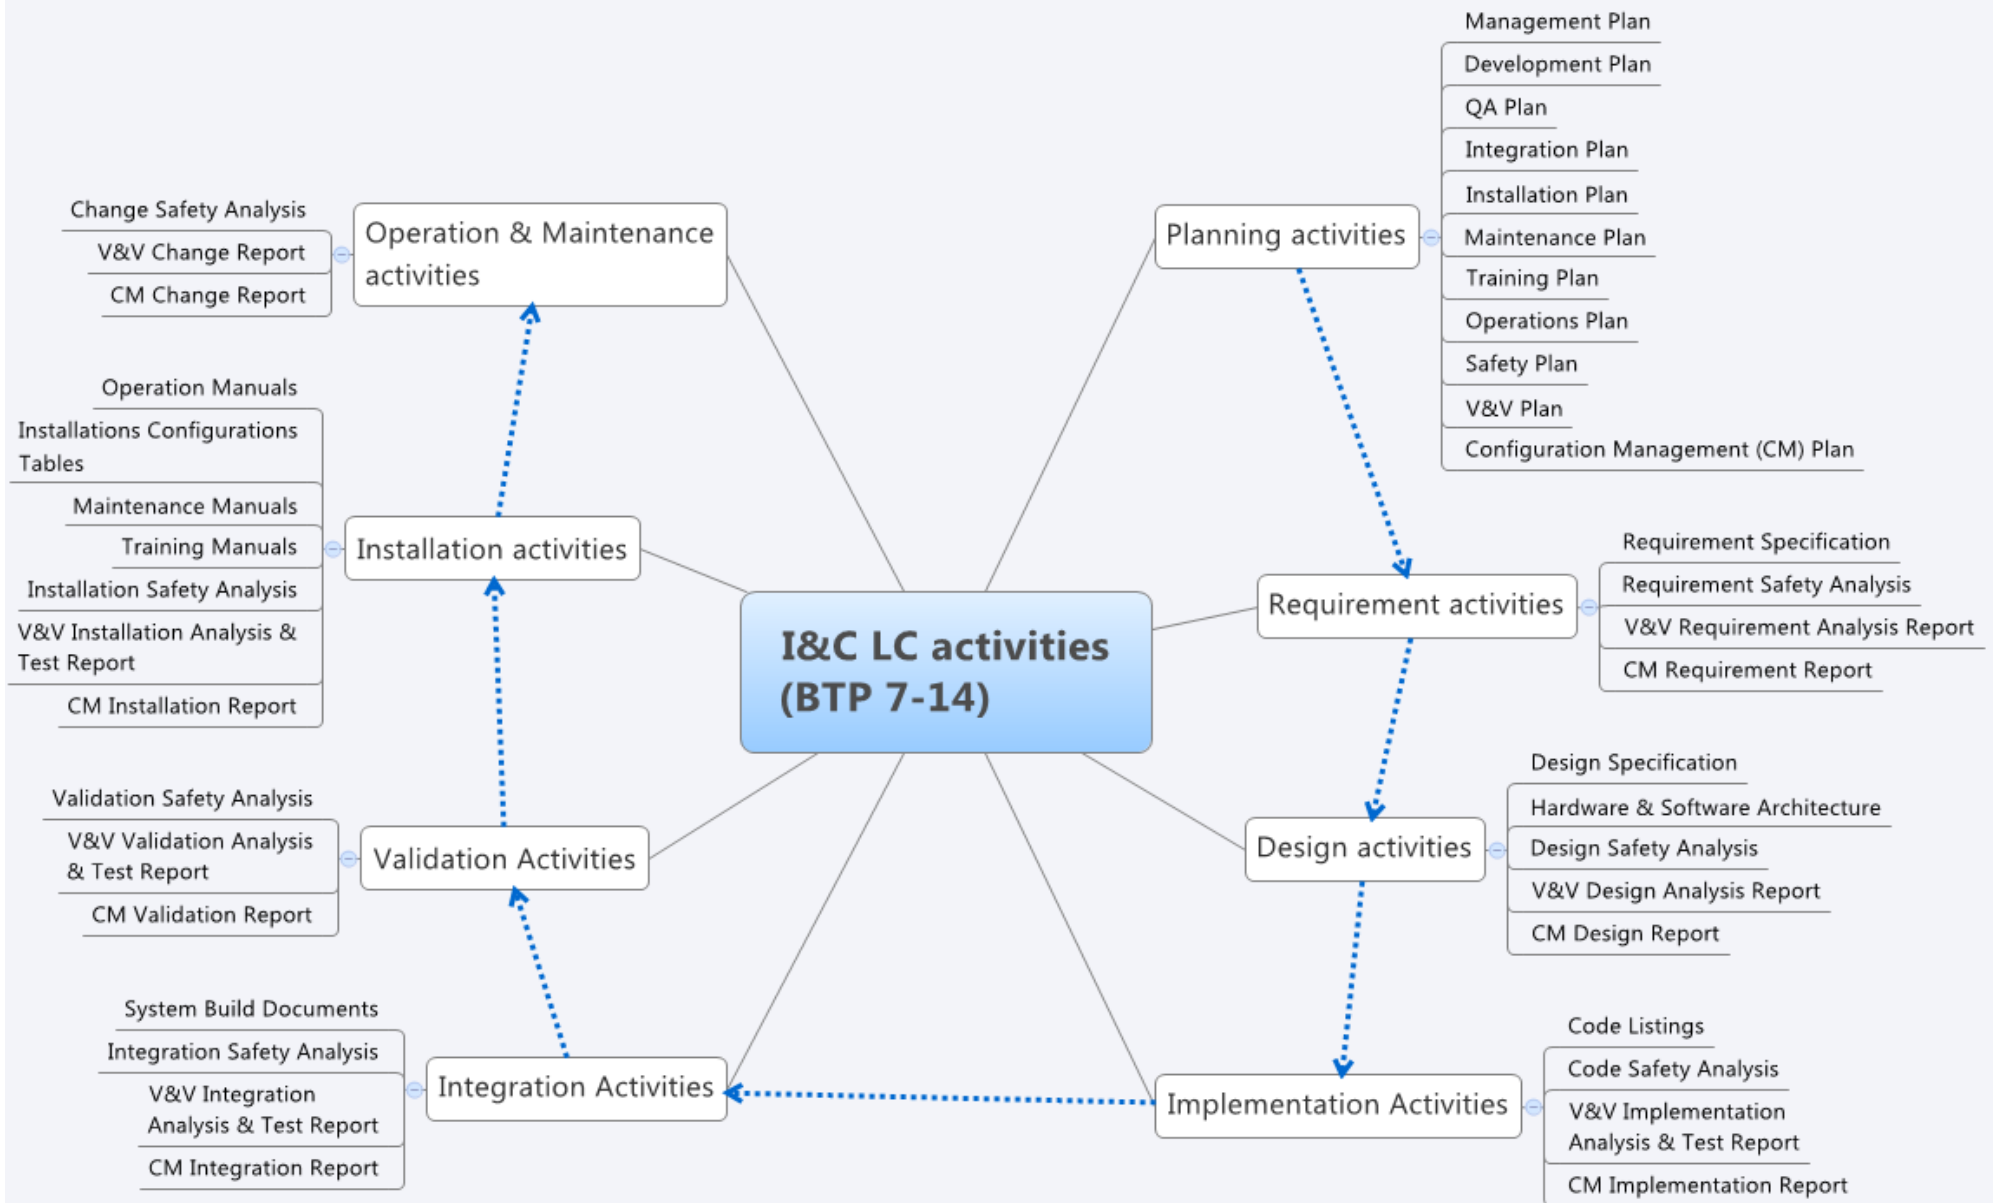 I&C LC activities
(BTP 7-14)
Planning activities
Management Plan
Development Plan
QA Plan
Integration Plan
Installation Plan
Maintenance Plan
Training Plan
Operations Plan
Safety Plan
V&V Plan
Configuration Management (CM) Plan
Requirement activities
Requirement Specification
Requirement Safety Analysis
V&V Requirement Analysis Report
CM Requirement Report
Design activities
Design Specification
Hardware & Software Architecture
Design Safety Analysis
V&V Design Analysis Report
CM Design Report
Implementation Activities
Code Listings
Code Safety Analysis
V&V Implementation
Analysis & Test Report
CM Implementation Report
Integration Activities
System Build Documents
Integration Safety Analysis
V&V Integration
Analysis & Test Report
CM Integration Report
Validation Activities
Validation Safety Analysis
V&V Validation Analysis
& Test Report
CM Validation Report
Installation activities
Operation Manuals
Installations Configurations
Tables
Maintenance Manuals
Training Manuals
Installation Safety Analysis
V&V Installation Analysis &
Test Report
CM Installation Report
Operation & Maintenance
activities
Change Safety Analysis
V&V Change Report
CM Change Report